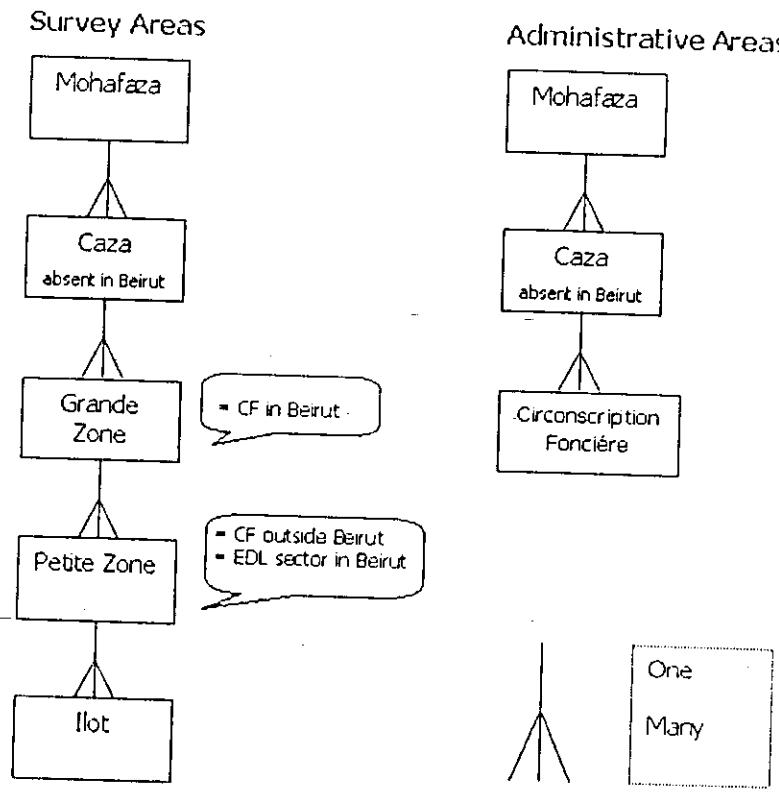 Survey Areas
Mohafaza
Caza
absent in Beirut
Grande
Zone
= CF in Beirut
Petite Zone
= CF outside Beirut
= EDL sector in Beirut
Ilot
Administrative Areas
Mohafaza
Caza
absent in Beirut
Circonscription
Fonciére
One
Many